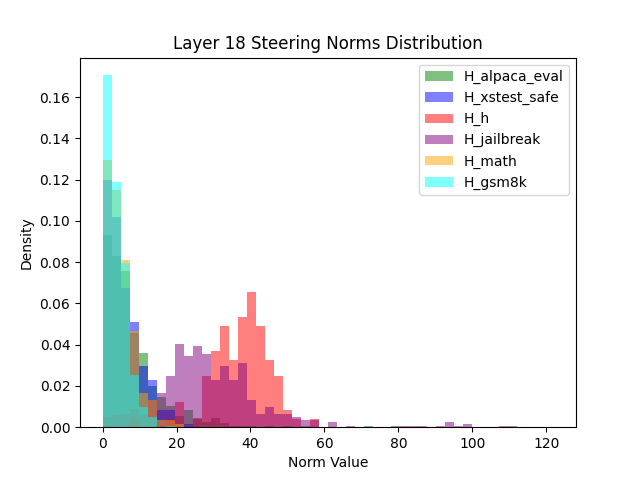 Layer 18 Steering Norms Distribution
H_alpaca_eval
H_xstest_safe
H_h
H_jailbreak
H_math
H_gsm8k
0.16
0.14
0.12
0.10
0.08
0.06
0.04
0.02
0.00
Density
0 20 40 60 80 100 120
Norm Value